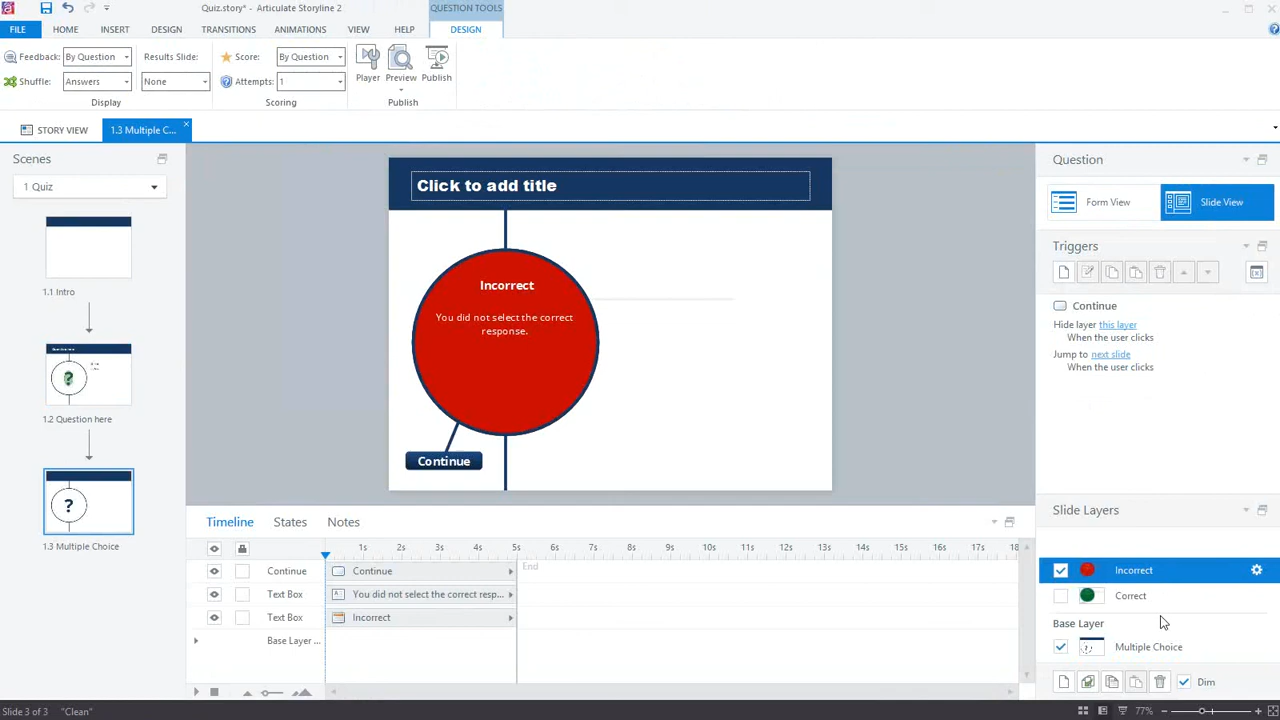 Quiz.story* - Articulate Storyline 2
QUESTION TOOLS
FILE HOME INSERT DESIGN TRANSITIONS ANIMATIONS VIEW HELP DESIGN
Feedback: By Question Results Slide: Score: By Question
Shuffle: Answers None Attempts: 1
Player Preview Publish
Display Scoring Publish
STORY VIEW 1.3 Multiple C...
Scenes
1 Quiz
1.1 Intro
1.2 Question here
?
1.3 Multiple Choice
Click to add title
Incorrect
You did not select the correct
response.
Continue
Question
Form View Slide View
Triggers
Continue
Hide layer this layer
When the user clicks
Jump to next slide
When the user clicks
Slide Layers
Incorrect
Correct
Base Layer
Multiple Choice
Dim
Timeline States Notes
1s 2s 3s 4s 5s 6s 7s 8s 9s 10s 11s 12s 13s 14s 15s 16s 17s 18
Continue Continue End
Text Box You did not select the correct resp...
Text Box Incorrect
Base Layer ...
Slide 3 of 3 "Clean" 77%